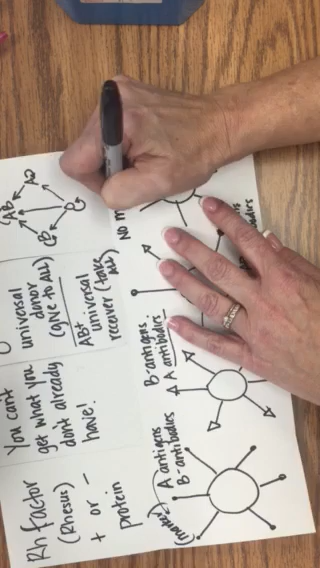 Rh factor
(Rhesus)
+ or −
protein
You can't
get what you
don't already
have!
universal
donor
(give to ALL)
AB+
universal
receiver (take
ALL)
AB
A
B
O
(name) A antigens
B-antibodies
B-antigens
A antibodies
No